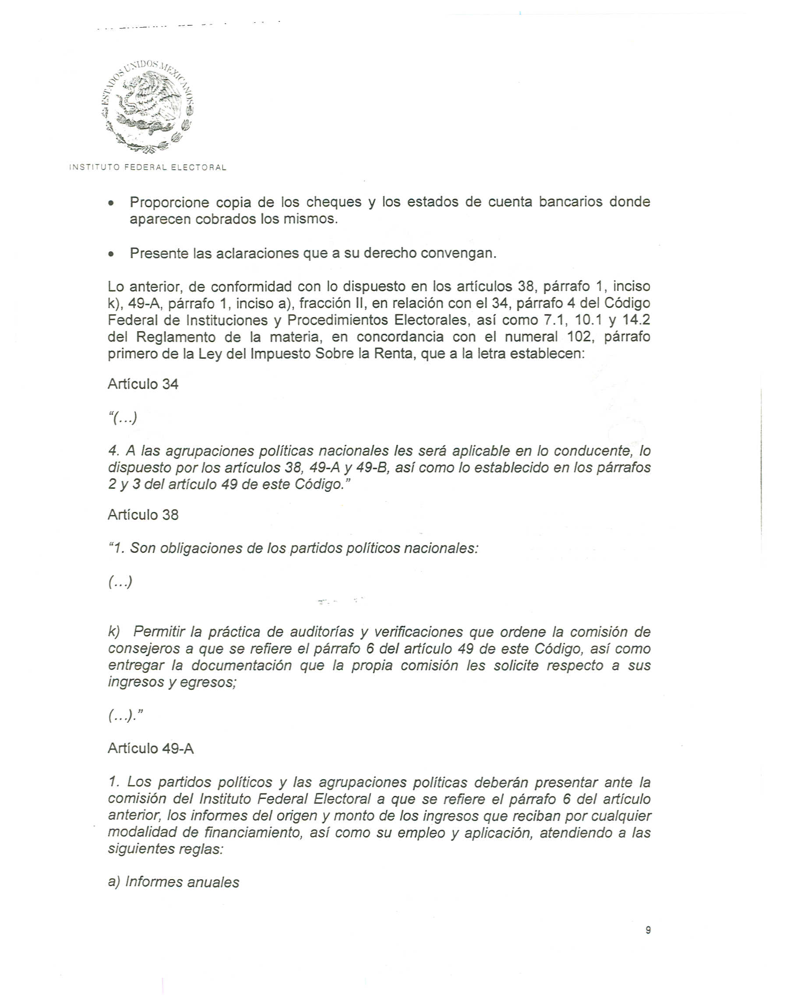 ESTADOS UNIDOS MEXICANOS
INSTITUTO FEDERAL ELECTORAL
• Proporcione copia de los cheques y los estados de cuenta bancarios donde
aparecen cobrados los mismos.
• Presente las aclaraciones que a su derecho convengan.
Lo anterior, de conformidad con lo dispuesto en los artículos 38, párrafo 1, inciso
k), 49-A, párrafo 1, inciso a), fracción II, en relación con el 34, párrafo 4 del Código
Federal de Instituciones y Procedimientos Electorales, así como 7.1, 10.1 y 14.2
del Reglamento de la materia, en concordancia con el numeral 102, párrafo
primero de la Ley del Impuesto Sobre la Renta, que a la letra establecen:
Artículo 34
“(...)
4. A las agrupaciones políticas nacionales les será aplicable en lo conducente, lo
dispuesto por los artículos 38, 49-A y 49-B, así como lo establecido en los párrafos
2 y 3 del artículo 49 de este Código.”
Artículo 38
“1. Son obligaciones de los partidos políticos nacionales:
(...)
k) Permitir la práctica de auditorías y verificaciones que ordene la comisión de
consejeros a que se refiere el párrafo 6 del artículo 49 de este Código, así como
entregar la documentación que la propia comisión les solicite respecto a sus
ingresos y egresos;
(...).”
Artículo 49-A
1. Los partidos políticos y las agrupaciones políticas deberán presentar ante la
comisión del Instituto Federal Electoral a que se refiere el párrafo 6 del artículo
anterior, los informes del origen y monto de los ingresos que reciban por cualquier
modalidad de financiamiento, así como su empleo y aplicación, atendiendo a las
siguientes reglas:
a) Informes anuales
9